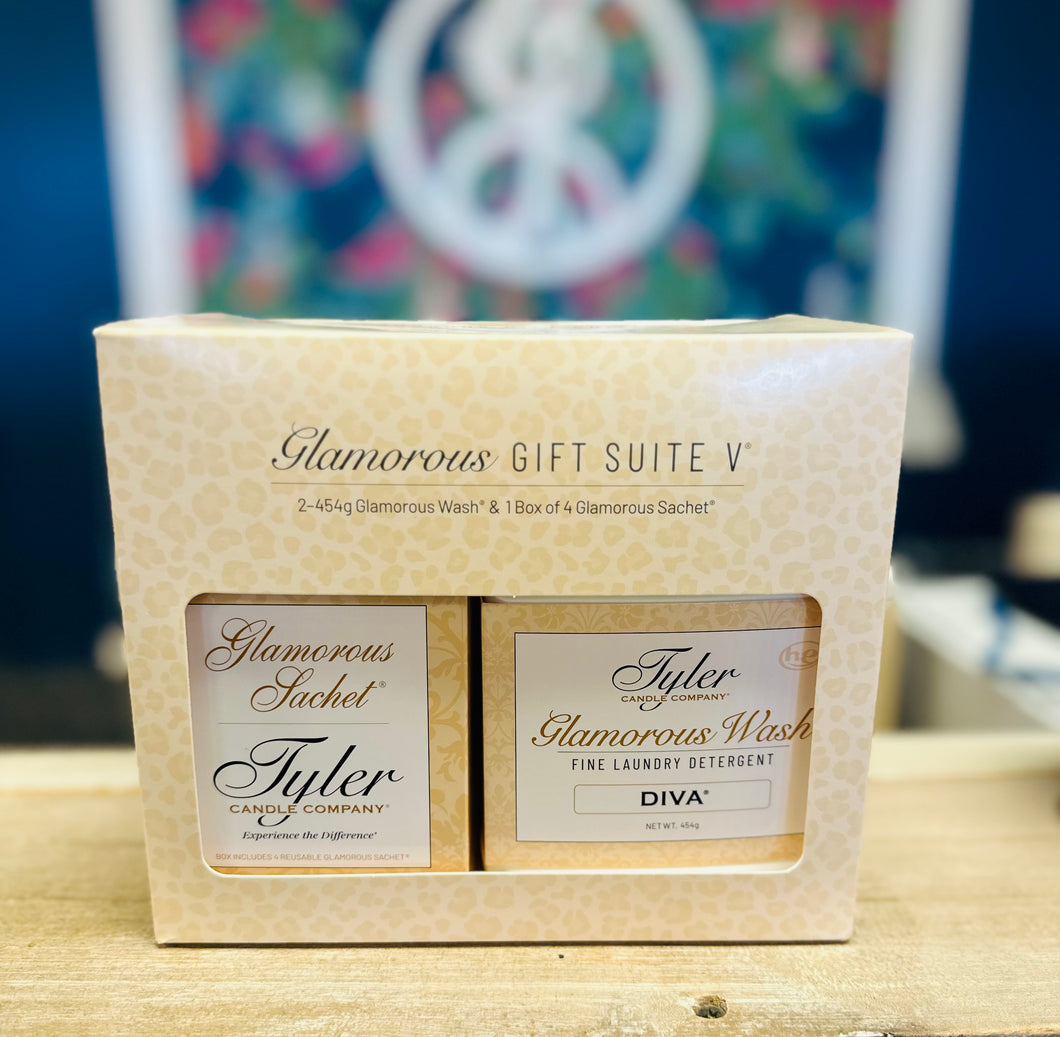 Glamorous GIFT SUITE V®
2-454g Glamorous Wash® & 1 Box of 4 Glamorous Sachet®
Glamorous
Sachet®
Tyler
CANDLE COMPANY®
Experience the Difference®
BOX INCLUDES 4 REUSABLE GLAMOROUS SACHET®
he
Tyler
CANDLE COMPANY®
Glamorous Wash
FINE LAUNDRY DETERGENT
DIVA®
NET WT. 454g